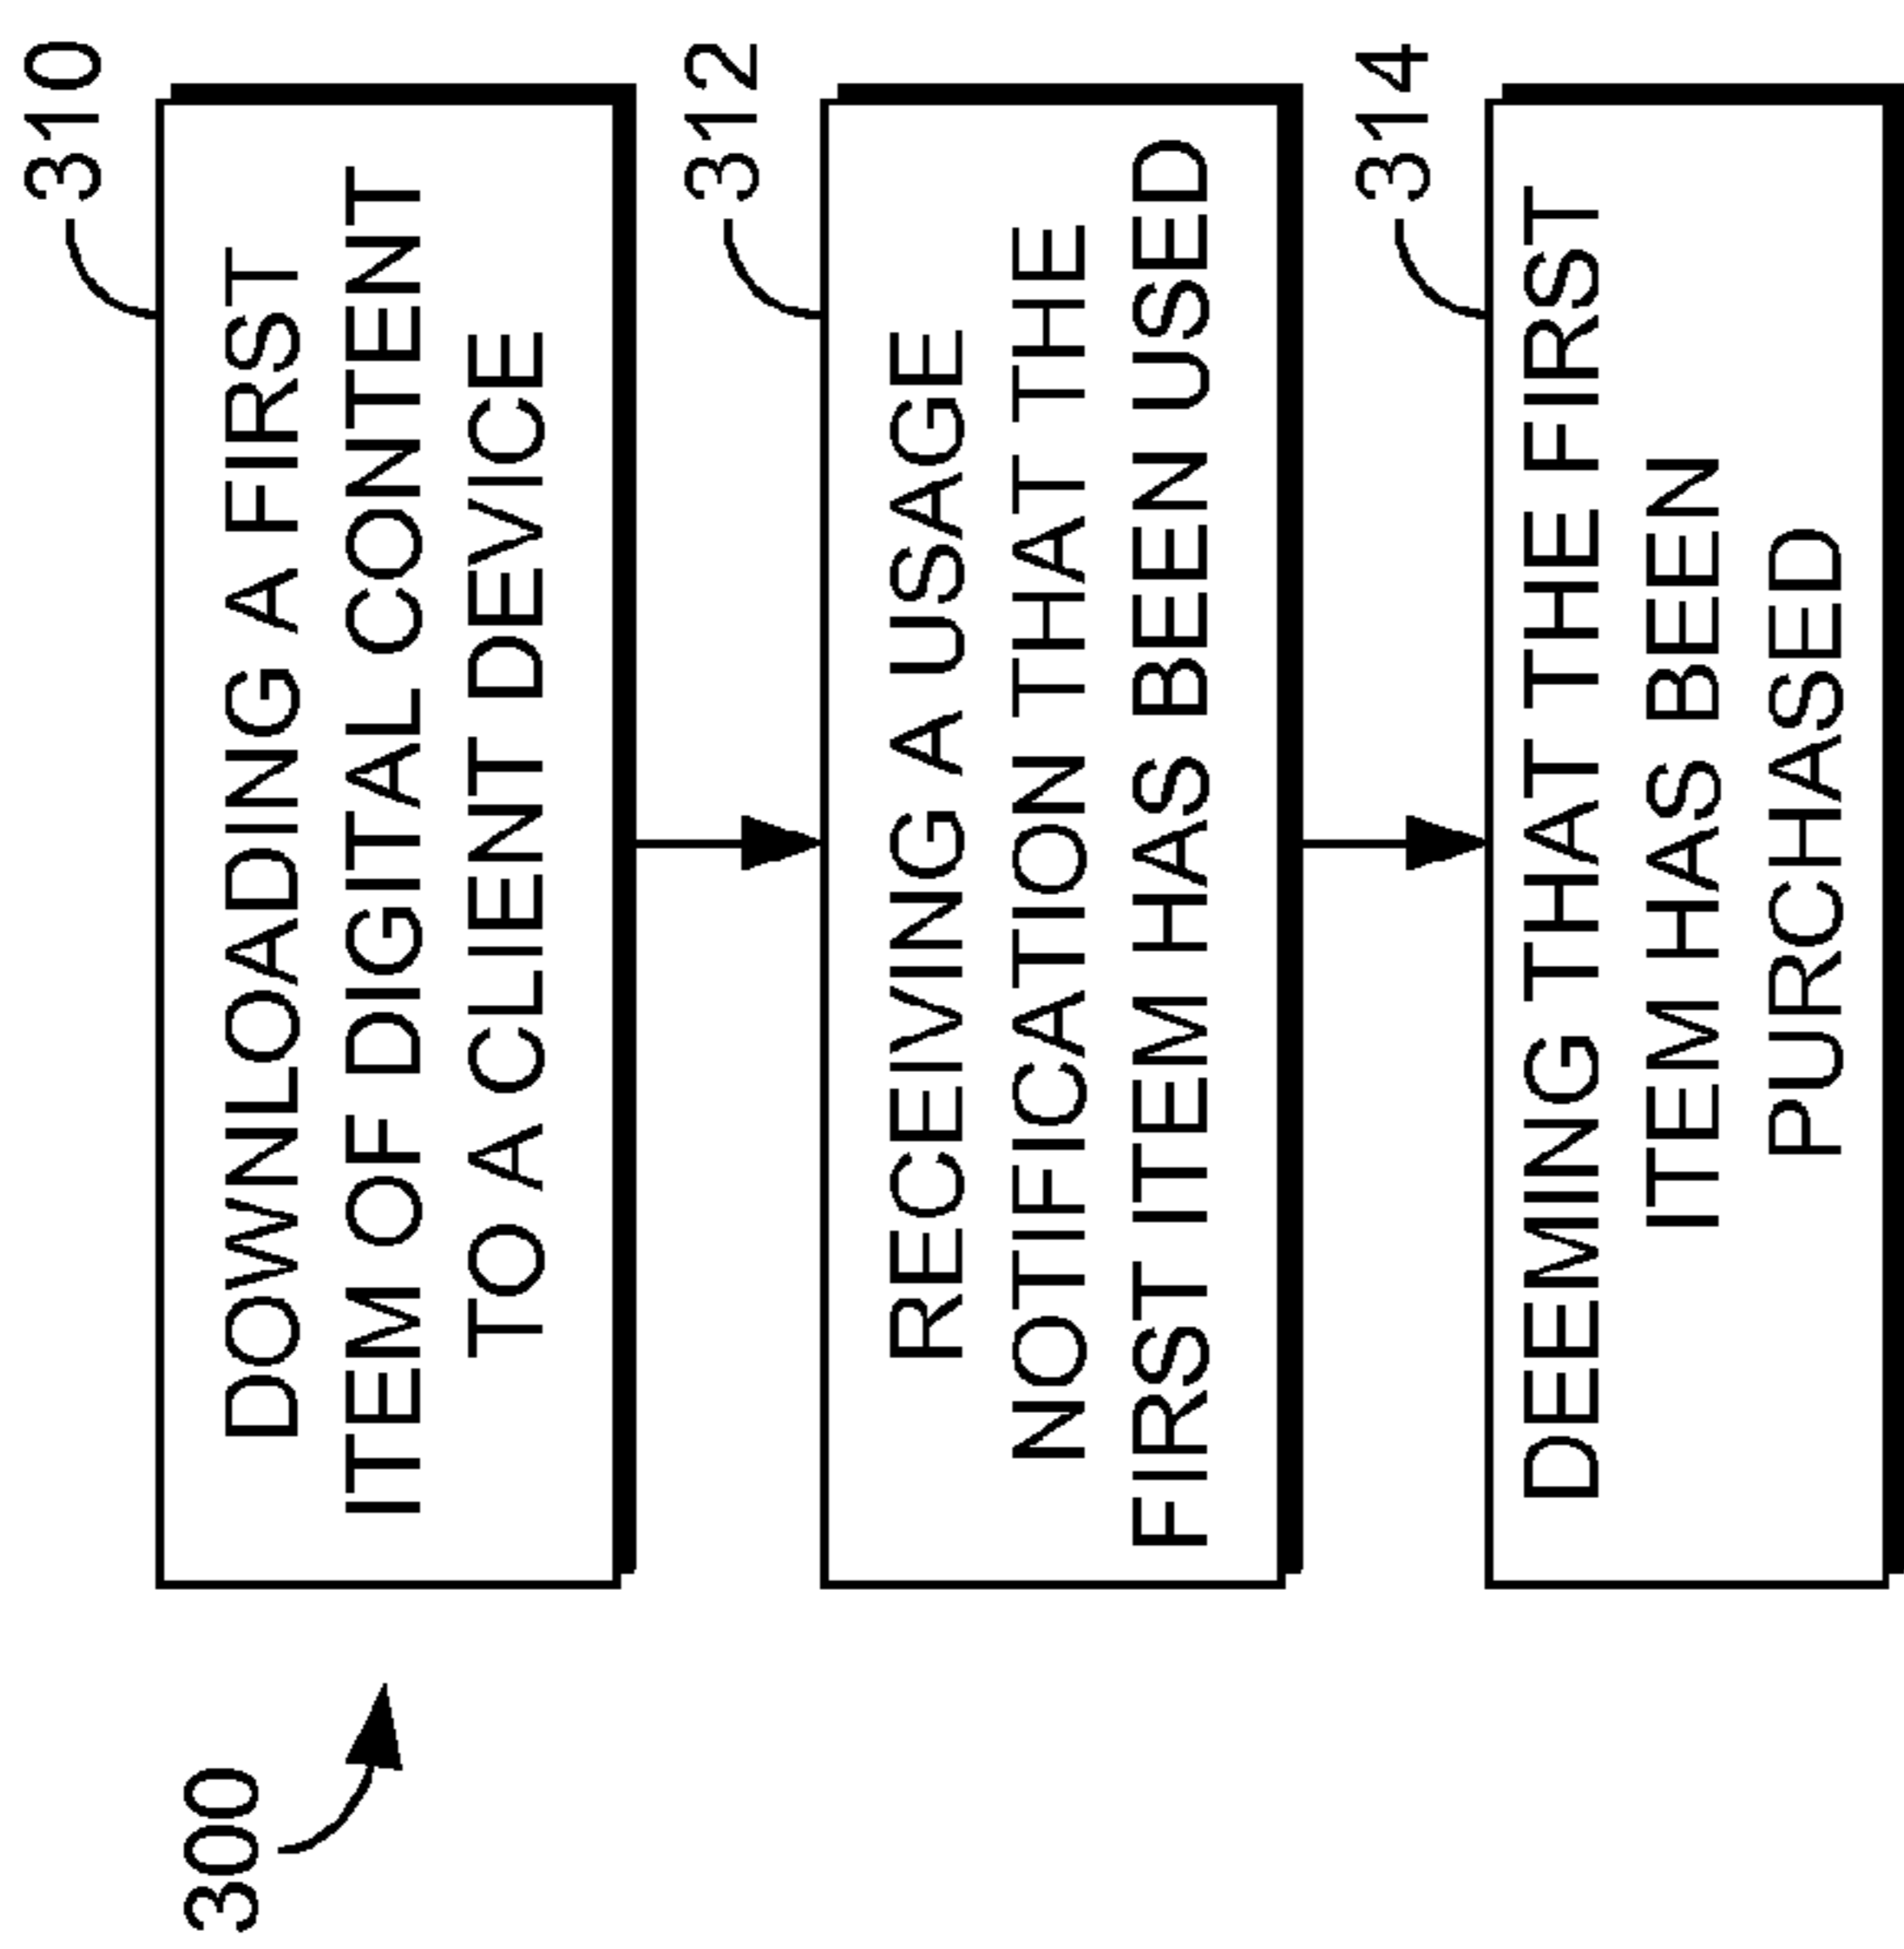 300
310
DOWNLOADING A FIRST
ITEM OF DIGITAL CONTENT
TO A CLIENT DEVICE
312
RECEIVING A USAGE
NOTIFICATION THAT THE
FIRST ITEM HAS BEEN USED
314
DEEMING THAT THE FIRST
ITEM HAS BEEN
PURCHASED